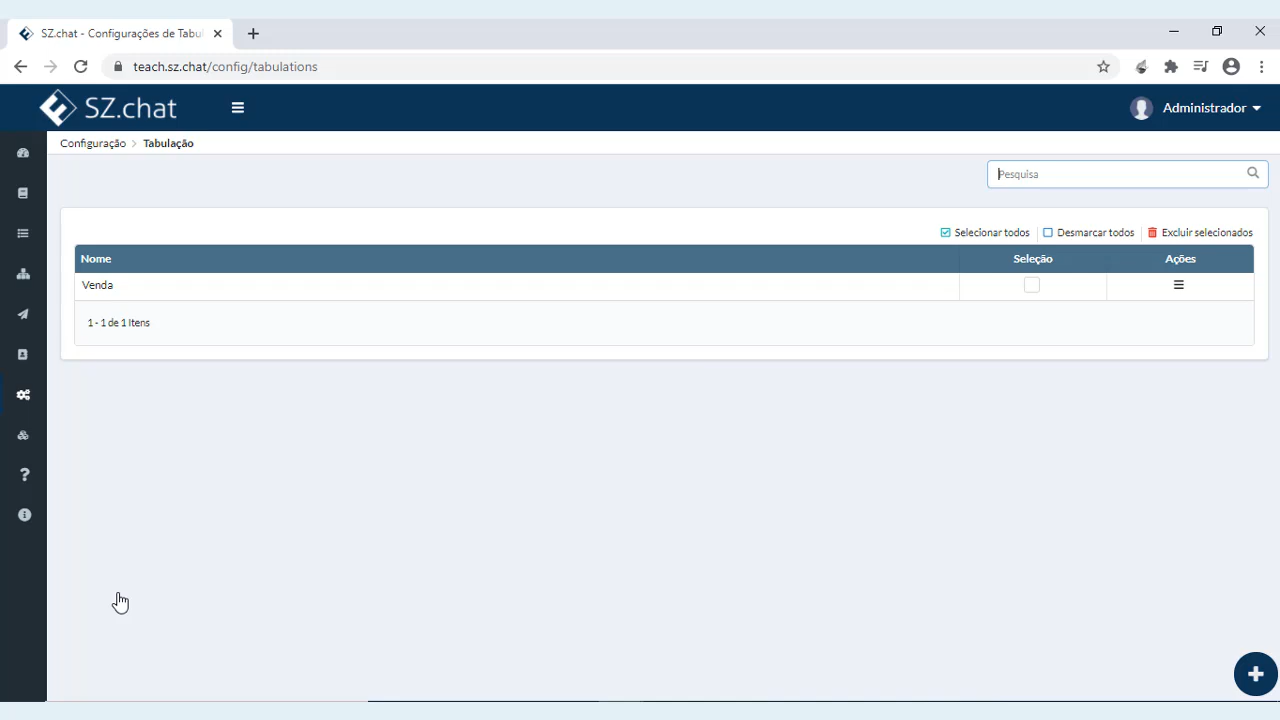 SZ.chat - Configurações de Tabu
teach.sz.chat/config/tabulations
SZ.chat
Administrador
Configuração > Tabulação
Pesquisa
Selecionar todos
Desmarcar todos
Excluir selecionados
Nome
Seleção
Ações
Venda
1 - 1 de 1 Itens